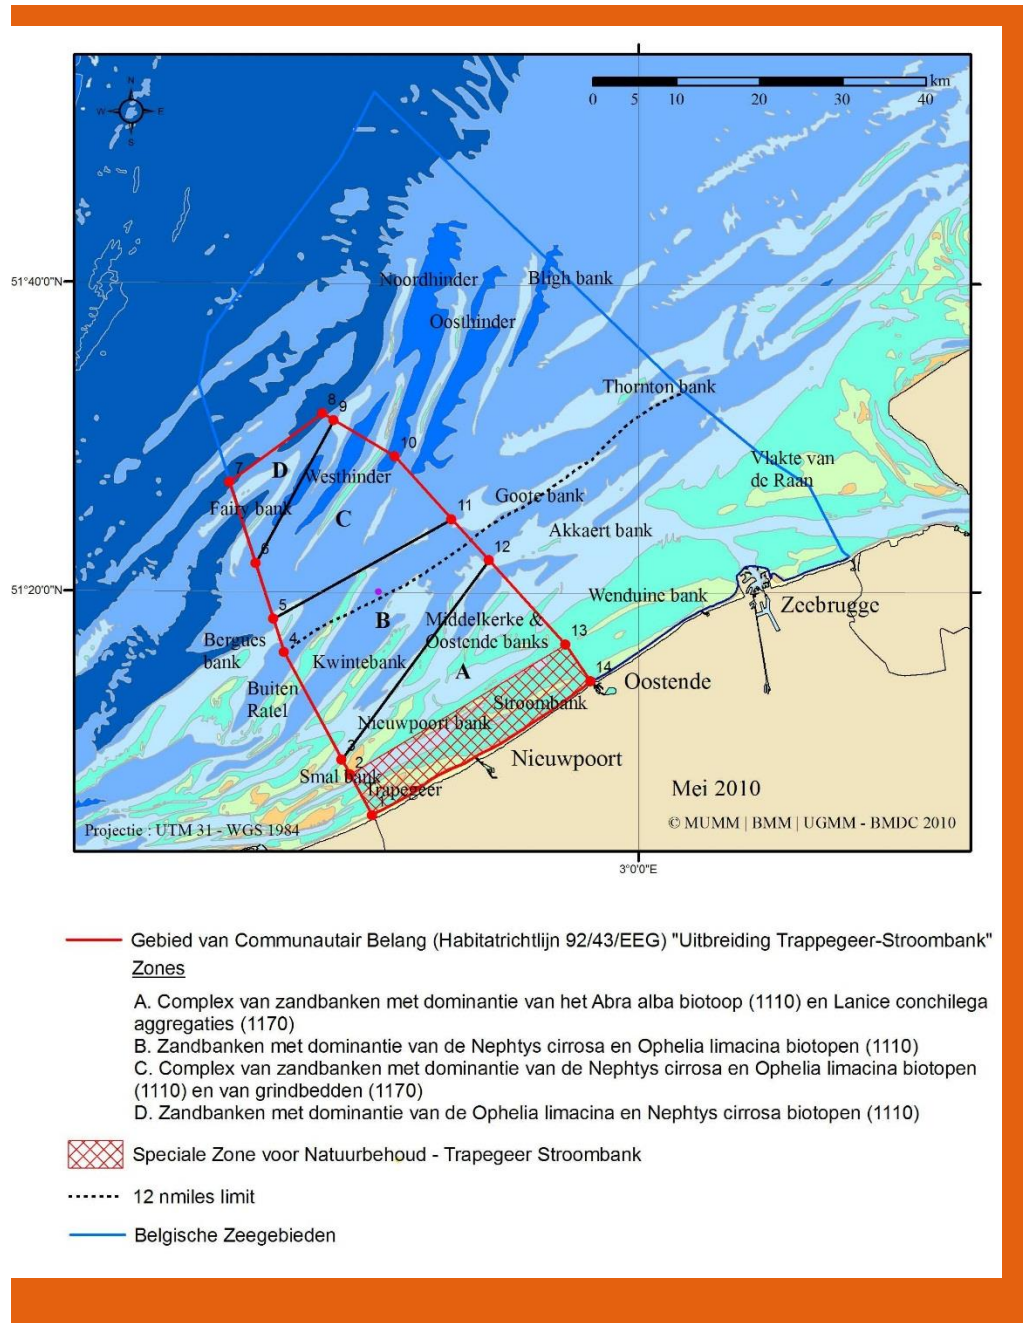 N
W E
S
km
0 5 10 20 30 40
51°40'0"N
Noordhinder
Bligh bank
Oosthinder
Thornton bank
8
9
10
D
Westhinder
Vlakte van
de Raan
7
Fairy bank
Goote bank
C
11
Akkaert bank
12
6
51°20'0"N
Wenduine bank
Zeebrugge
5
B
Middelkerke &
Oostende banks
13
4
Bergues
bank
Kwintebank
A
14
Oostende
Buiten
Ratel
Stroombank
Nieuwpoort bank
3
Nieuwpoort
2
Smal bank
Trapegeer
Mei 2010
1
Projectie : UTM 31 - WGS 1984
© MUMM | BMM | UGMM - BMDC 2010
3°0'0"E
Gebied van Communautair Belang (Habitatrichtlijn 92/43/EEG) "Uitbreiding Trappegeer-Stroombank"
Zones
A. Complex van zandbanken met dominantie van het Abra alba biotoop (1110) en Lanice conchilega
aggregaties (1170)
B. Zandbanken met dominantie van de Nephtys cirrosa en Ophelia limacina biotopen (1110)
C. Complex van zandbanken met dominantie van de Nephtys cirrosa en Ophelia limacina biotopen
(1110) en van grindbedden (1170)
D. Zandbanken met dominantie van de Ophelia limacina en Nephtys cirrosa biotopen (1110)
Speciale Zone voor Natuurbehoud - Trapegeer Stroombank
12 nmiles limit
Belgische Zeegebieden